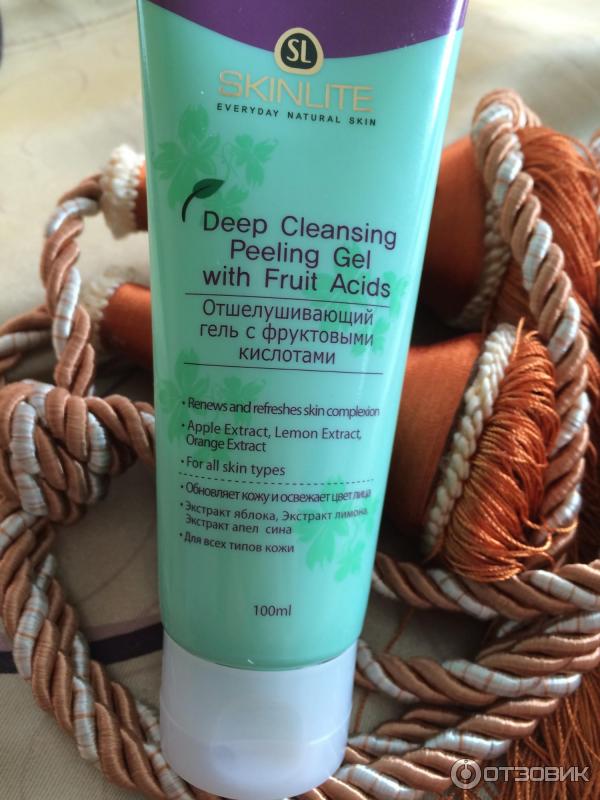 SL
SKINLITE
EVERYDAY NATURAL SKIN
Deep Cleansing
Peeling Gel
with Fruit Acids
Отшелушивающий
гель с фруктовыми
кислотами
• Renews and refreshes skin complexion
• Apple Extract, Lemon Extract,
Orange Extract
• For all skin types
• Обновляет кожу и освежает цвет лица
• Экстракт яблока, Экстракт лимона,
Экстракт апел сина
• Для всех типов кожи
100ml
ОТЗОВИК